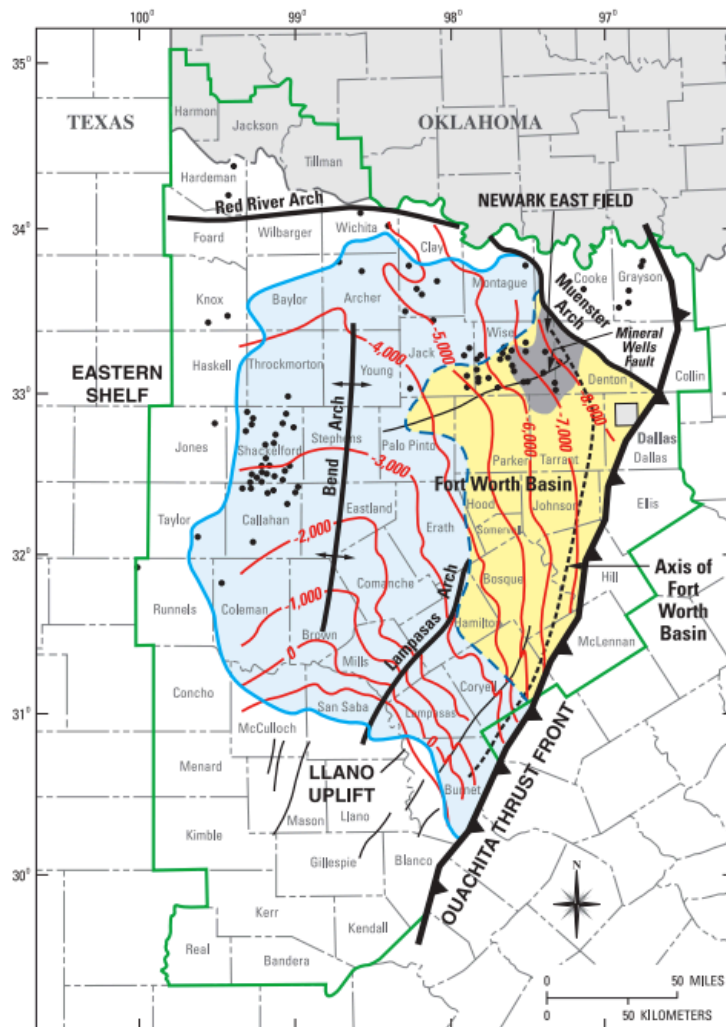 100°
99°
98°
97°
35°
34°
33°
32°
31°
30°
TEXAS
OKLAHOMA
Harmon
Jackson
Tillman
Hardeman
Red River Arch
NEWARK EAST FIELD
Foard
Wilbarger
Wichita
Clay
Cooke
Grayson
Muenster
Arch
Knox
Baylor
Archer
Montague
-5,000
Wise
Mineral
Wells
Fault
Haskell
Throckmorton
-4,000
Jack
Young
Denton
Collin
EASTERN
SHELF
-8,000
-7,000
6,000
Jones
Shackelford
Stephens
Palo Pinto
Parker
Tarrant
Dallas
Dallas
Bend Arch
-3,000
Fort Worth Basin
Taylor
Callahan
Eastland
Erath
Hood
Johnson
Ellis
Somervell
-2,000
Runnels
Coleman
Comanche
Bosque
Hill
Axis of
Fort
Worth
Basin
-1,000
Brown
Lampasas Arch
Hamilton
McLennan
0
Mills
Concho
San Saba
Lampasas
Coryell
McCulloch
0
Menard
LLANO
UPLIFT
Burnet
Mason
Llano
Kimble
Gillespie
Blanco
OUACHITA THRUST FRONT
Kerr
Kendall
Real
Bandera
N
0
50 MILES
0
50 KILOMETERS